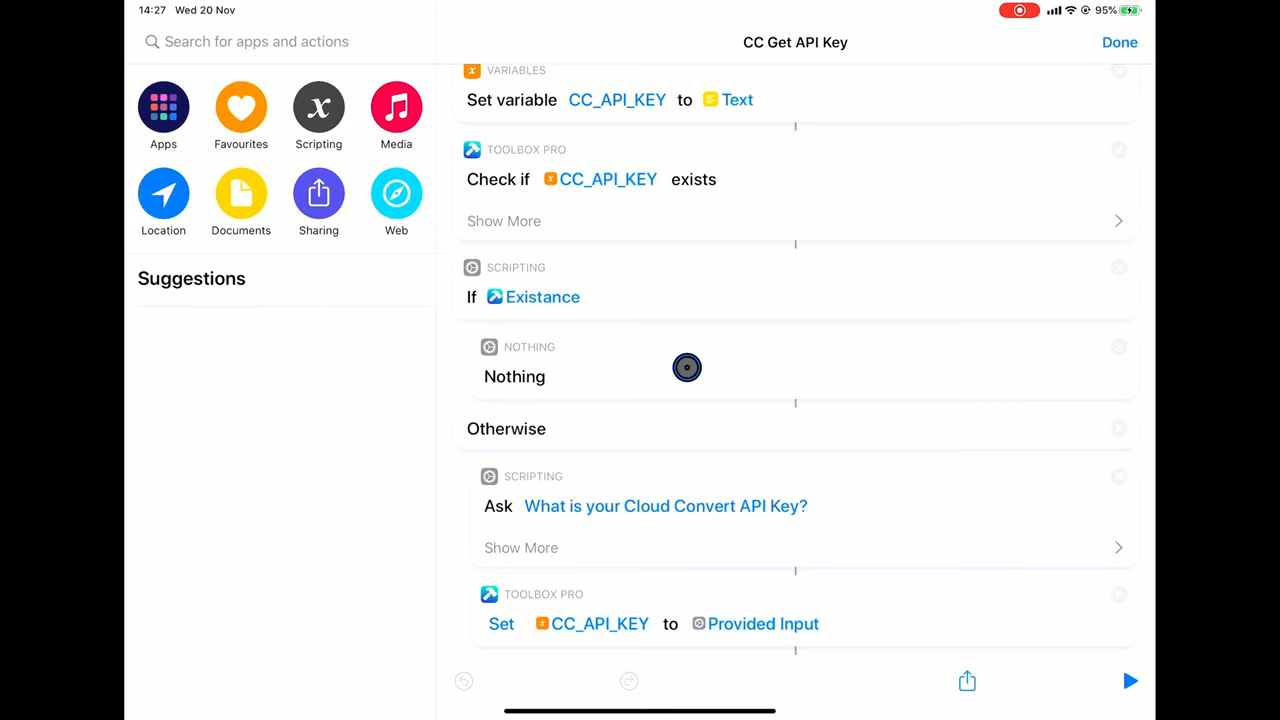 14:27 Wed 20 Nov
95%
Search for apps and actions
CC Get API Key
Done
Apps
Favourites
Scripting
Media
Location
Documents
Sharing
Web
Suggestions
VARIABLES
Set variable CC_API_KEY to Text
TOOLBOX PRO
Check if CC_API_KEY exists
Show More
SCRIPTING
If Existance
NOTHING
Nothing
Otherwise
SCRIPTING
Ask What is your Cloud Convert API Key?
Show More
TOOLBOX PRO
Set CC_API_KEY to Provided Input